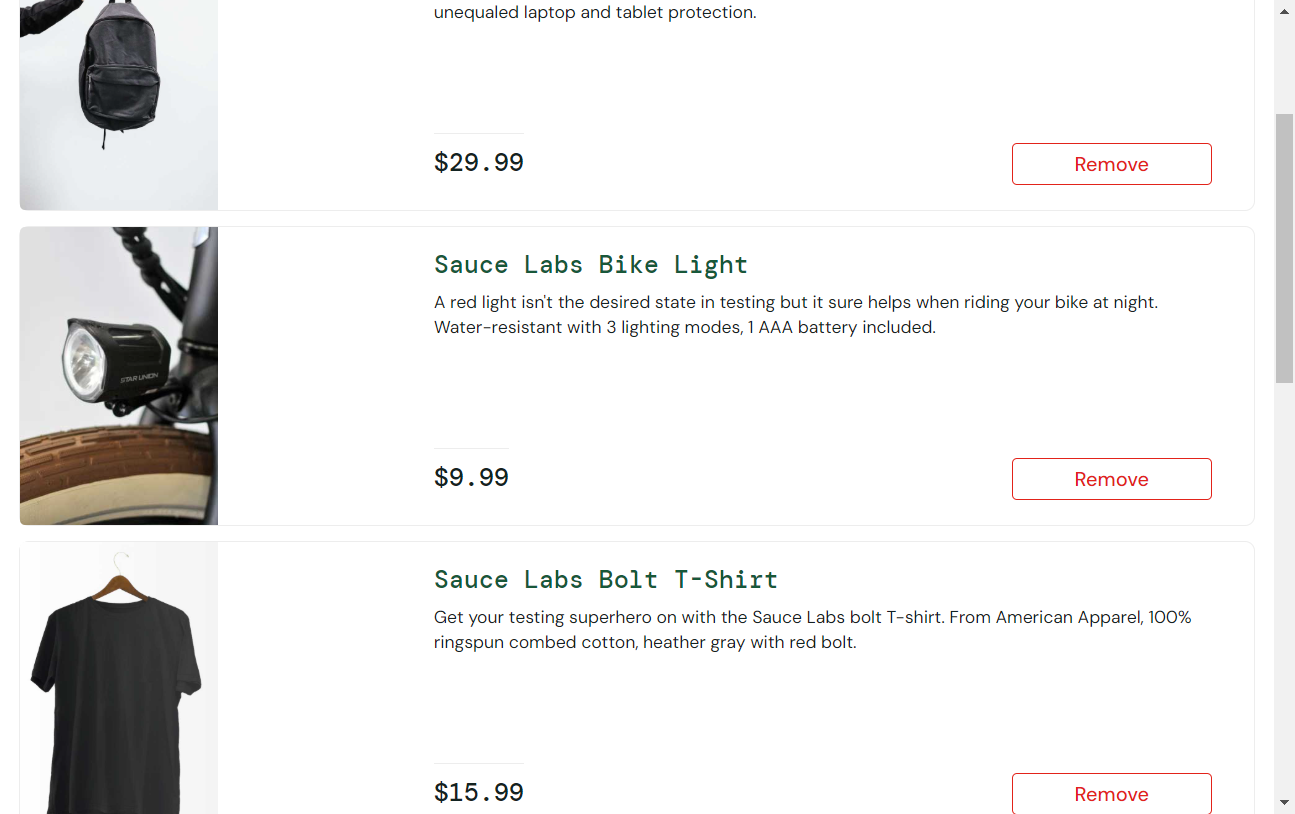 unequaled laptop and tablet protection.
$29.99
Remove
Sauce Labs Bike Light
A red light isn't the desired state in testing but it sure helps when riding your bike at night.
Water-resistant with 3 lighting modes, 1 AAA battery included.
STAR UNION
$9.99
Remove
Sauce Labs Bolt T-Shirt
Get your testing superhero on with the Sauce Labs bolt T-shirt. From American Apparel, 100%
ringspun combed cotton, heather gray with red bolt.
$15.99
Remove